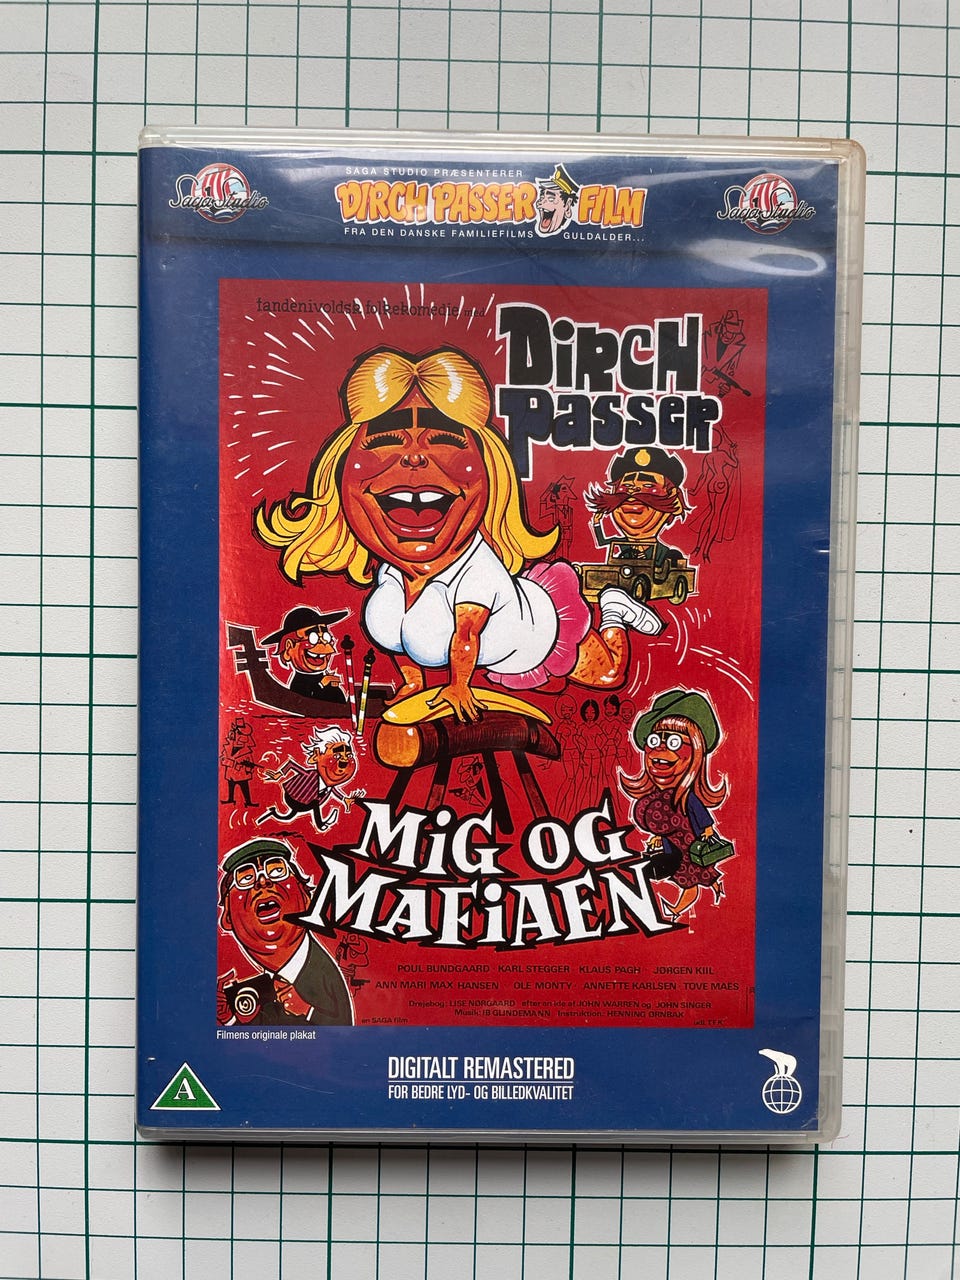 Saga Studio
SAGA STUDIO PRÆSENTERER
DIRCH PASSER FILM
FRA DEN DANSKE FAMILIEFILMS GULDALDER...
Saga Studio
fandenivoldsk folkekomedie med
DIRCH
Passer
MiG OG
MAFiAEN
POUL BUNDGAARD KARL STEGGER KLAUS PAGH JØRGEN KIIL
ANN MARI MAX HANSEN OLE MONTY ANNETTE KARLSEN TOVE MAËS
Drejebog: LISE NØRGAARD efter en ide af JOHN WARREN og JOHN SINGER
Musik: IB GLINDEMANN Instruktion: HENNING ØRNBAK
en SAGA film
Filmens originale plakat
DIGITALT REMASTERED
FOR BEDRE LYD- OG BILLEDKVALITET
A